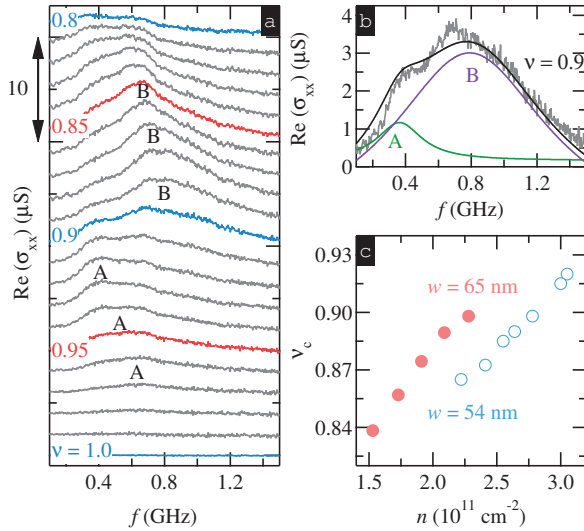 a
0.8
10
B
0.85
B
B
0.9
A
A
0.95
A
ν = 1.0
Re (σxx) (µS)
0.4 0.8 1.2
f (GHz)
b
4
3
2
1
0
ν = 0.9
B
A
Re (σxx) (µS)
0.4 0.8 1.2
f (GHz)
c
0.93
0.90
0.87
0.84
w = 65 nm
w = 54 nm
νc
1.5 2.0 2.5 3.0
n (10¹¹ cm⁻²)